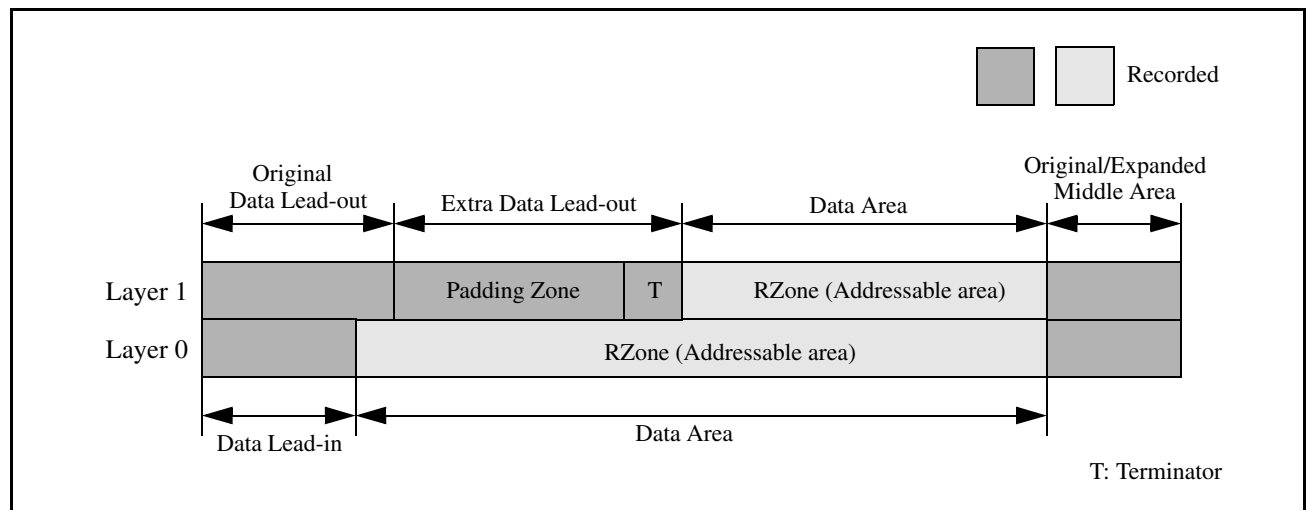 Recorded
Original
Data Lead-out
Extra Data Lead-out
Data Area
Original/Expanded
Middle Area
Layer 1
Padding Zone
T
RZone (Addressable area)
Layer 0
RZone (Addressable area)
Data Lead-in
Data Area
T: Terminator